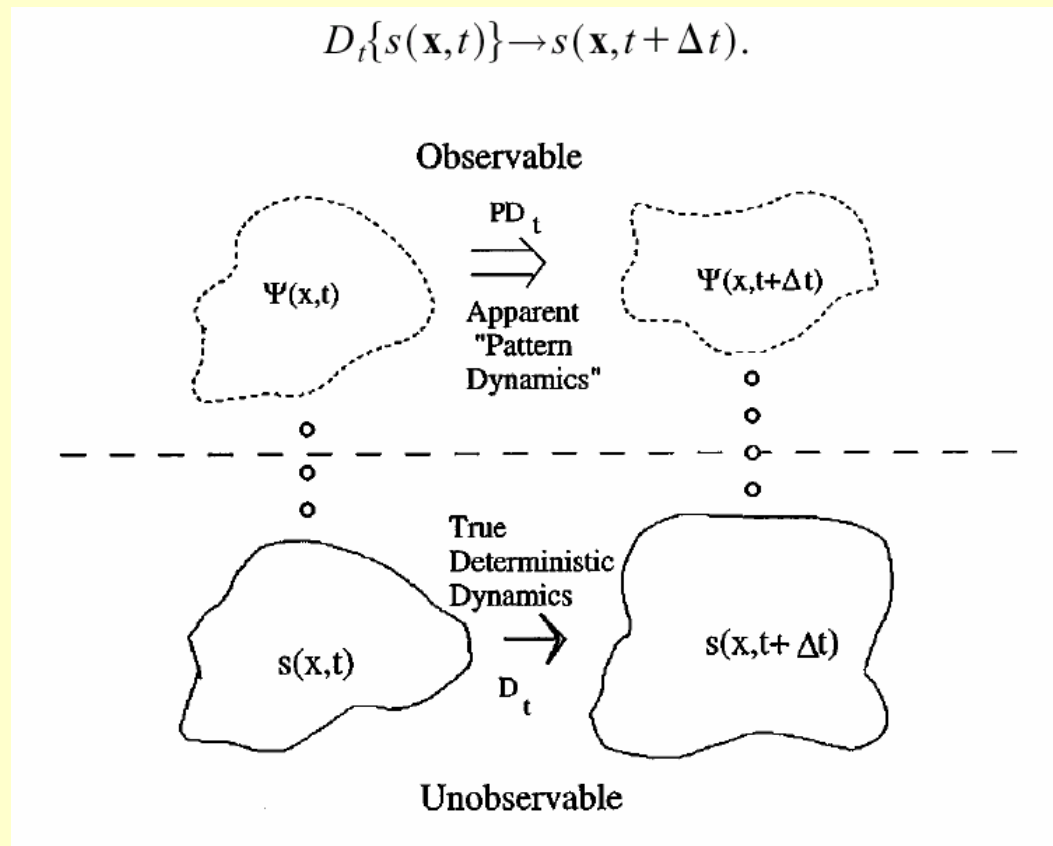 D_t{s(x,t)}→s(x,t+Δt).
Observable
PD_t
Ψ(x,t)
Ψ(x,t+Δt)
Apparent
"Pattern
Dynamics"
True
Deterministic
Dynamics
s(x,t)
s(x,t+Δt)
D_t
Unobservable